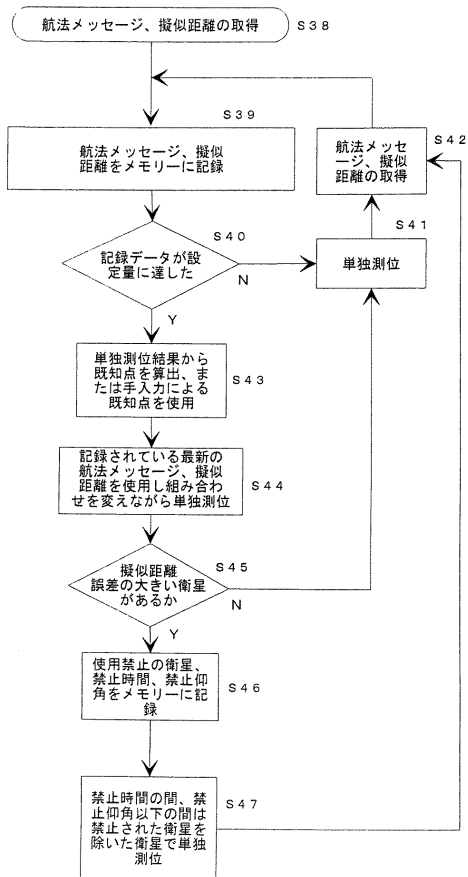 航法メッセージ、擬似距離の取得
S38
S39
航法メッセージ、擬似
距離をメモリーに記録
S42
航法メッセ
ージ、擬似
距離の取得
S40
記録データが設
定量に達した
N
Y
S41
単独測位
単独測位結果から
既知点を算出、ま
たは手入力による
既知点を使用
S43
記録されている最新の
航法メッセージ、擬似
距離を使用し組み合わ
せを変えながら単独測位
S44
S45
擬似距離
誤差の大きい衛星
があるか
N
Y
使用禁止の衛星、
禁止時間、禁止仰
角をメモリーに記
録
S46
禁止時間の間、禁
止仰角以下の間は
禁止された衛星を
除いた衛星で単独
測位
S47